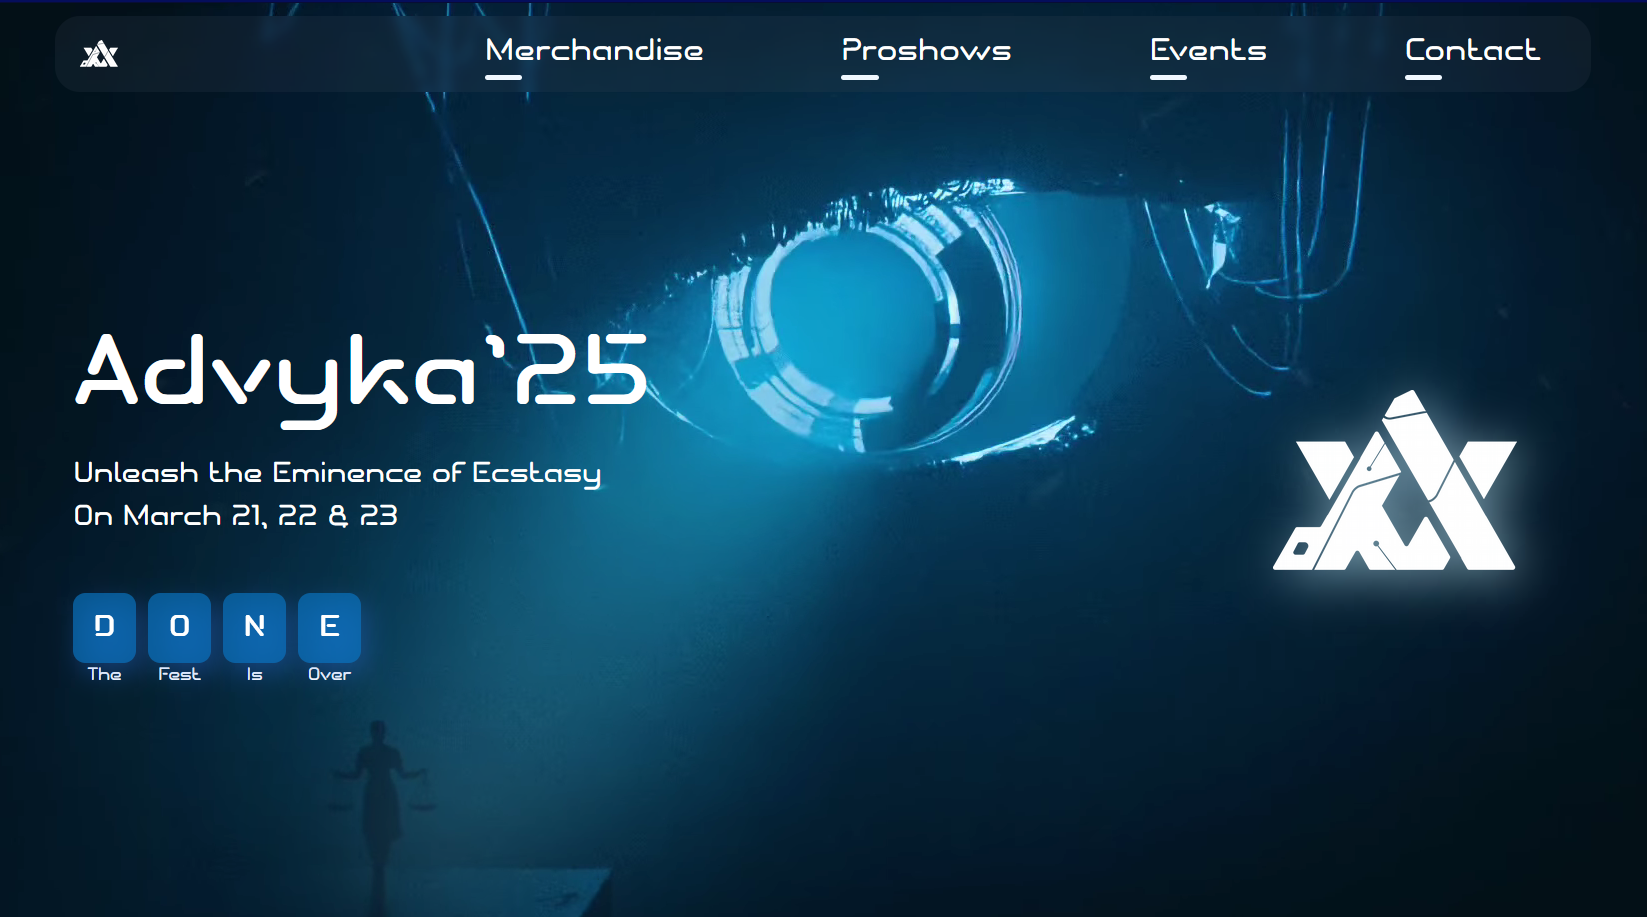 Merchandise Proshows Events Contact
Advyka'25
Unleash the Eminence of Ecstasy
On March 21, 22 & 23
D O N E
The Fest Is Over